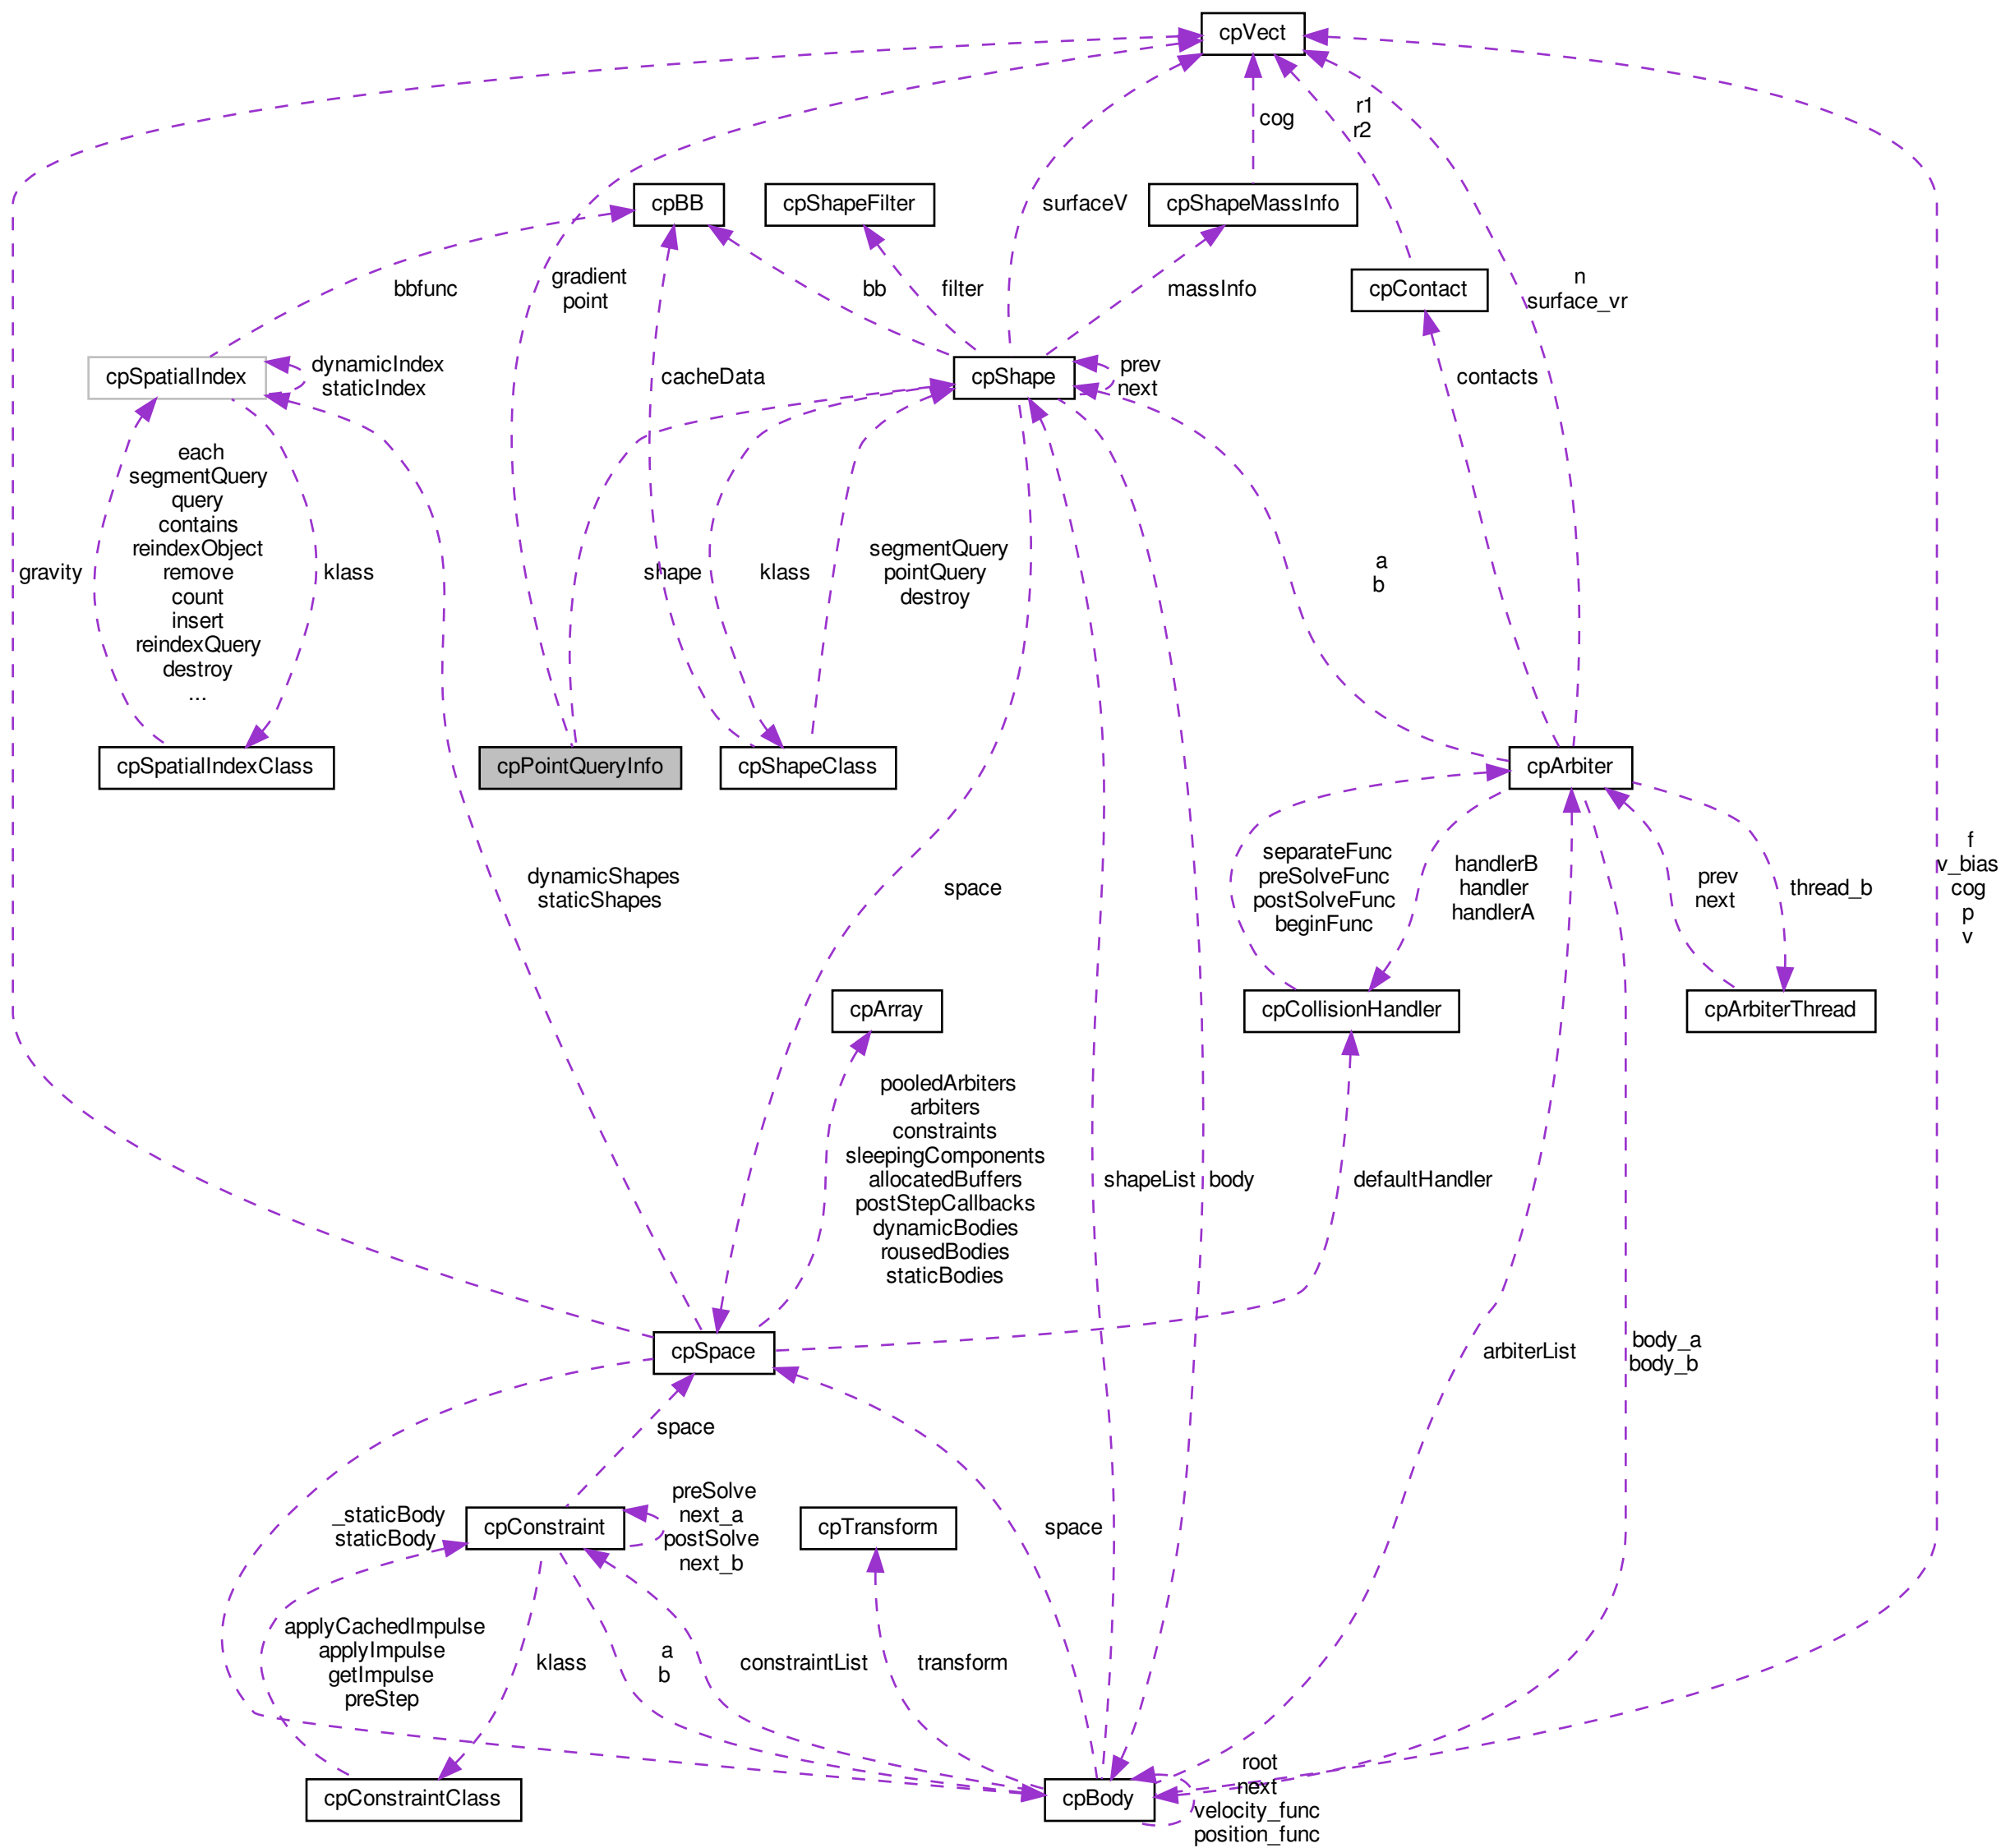 cpVect
r1
r2
cog
cpBB
cpShapeFilter
surfaceV
cpShapeMassInfo
bbfunc
gradient
point
bb
filter
massInfo
cpContact
n
surface_vr
cpSpatialIndex
dynamicIndex
staticIndex
cacheData
cpShape
prev
next
contacts
gravity
each
segmentQuery
query
contains
reindexObject
remove
count
insert
reindexQuery
destroy
...
klass
shape
klass
segmentQuery
pointQuery
destroy
a
b
cpSpatialIndexClass
cpPointQueryInfo
cpShapeClass
cpArbiter
dynamicShapes
staticShapes
space
separateFunc
preSolveFunc
postSolveFunc
beginFunc
handlerB
handler
handlerA
prev
next
thread_b
f
v_bias
cog
p
v
cpArray
cpCollisionHandler
cpArbiterThread
pooledArbiters
arbiters
constraints
sleepingComponents
allocatedBuffers
postStepCallbacks
dynamicBodies
rousedBodies
staticBodies
shapeList
body
defaultHandler
cpSpace
arbiterList
body_a
body_b
space
_staticBody
staticBody
cpConstraint
preSolve
next_a
postSolve
next_b
cpTransform
space
applyCachedImpulse
applyImpulse
getImpulse
preStep
klass
a
b
constraintList
transform
cpConstraintClass
cpBody
root
next
velocity_func
position_func